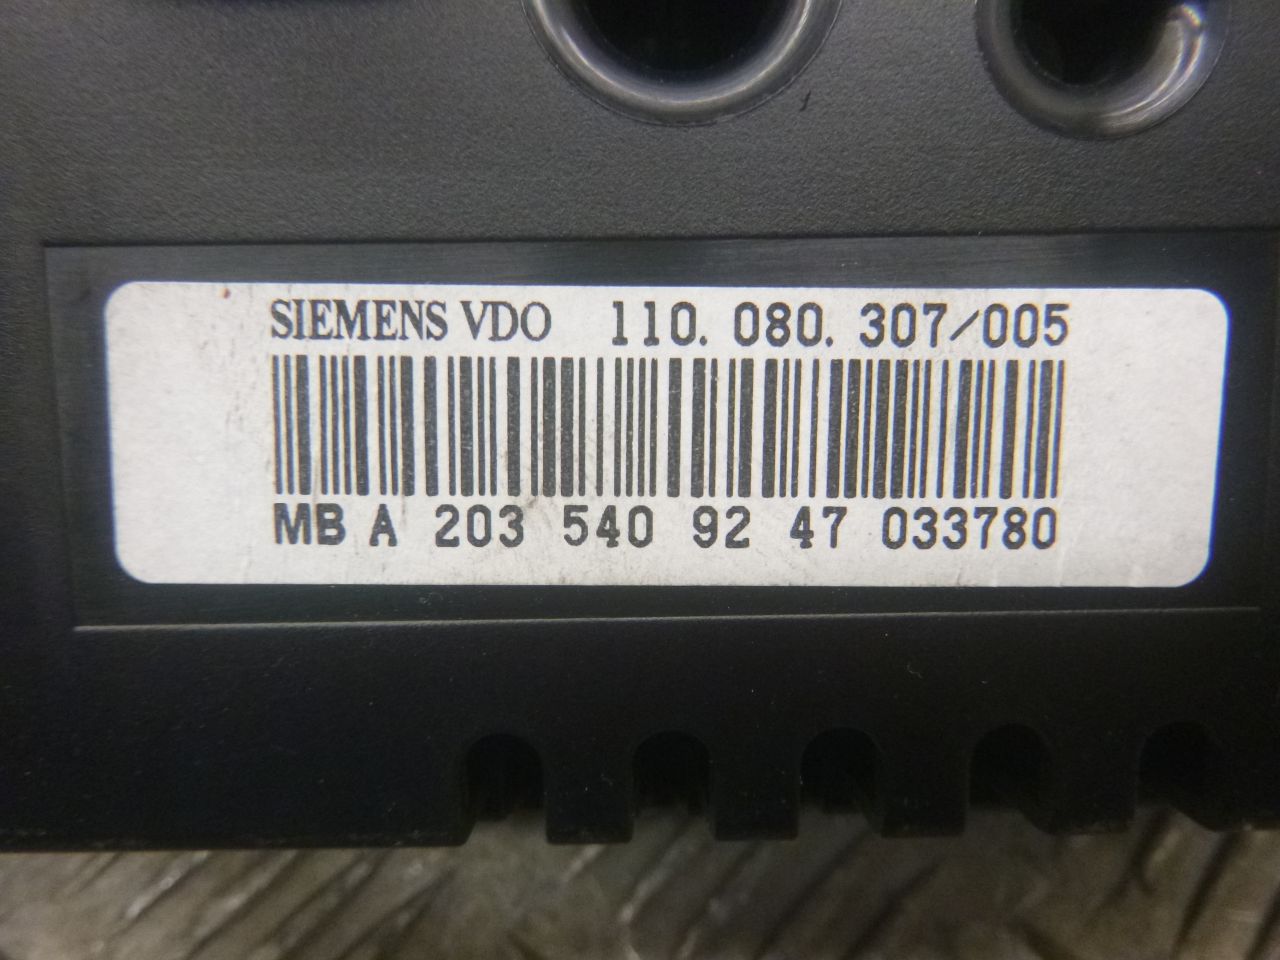 SIEMENS VDO 110. 080. 307/005
MB A 203 540 92 47 033780